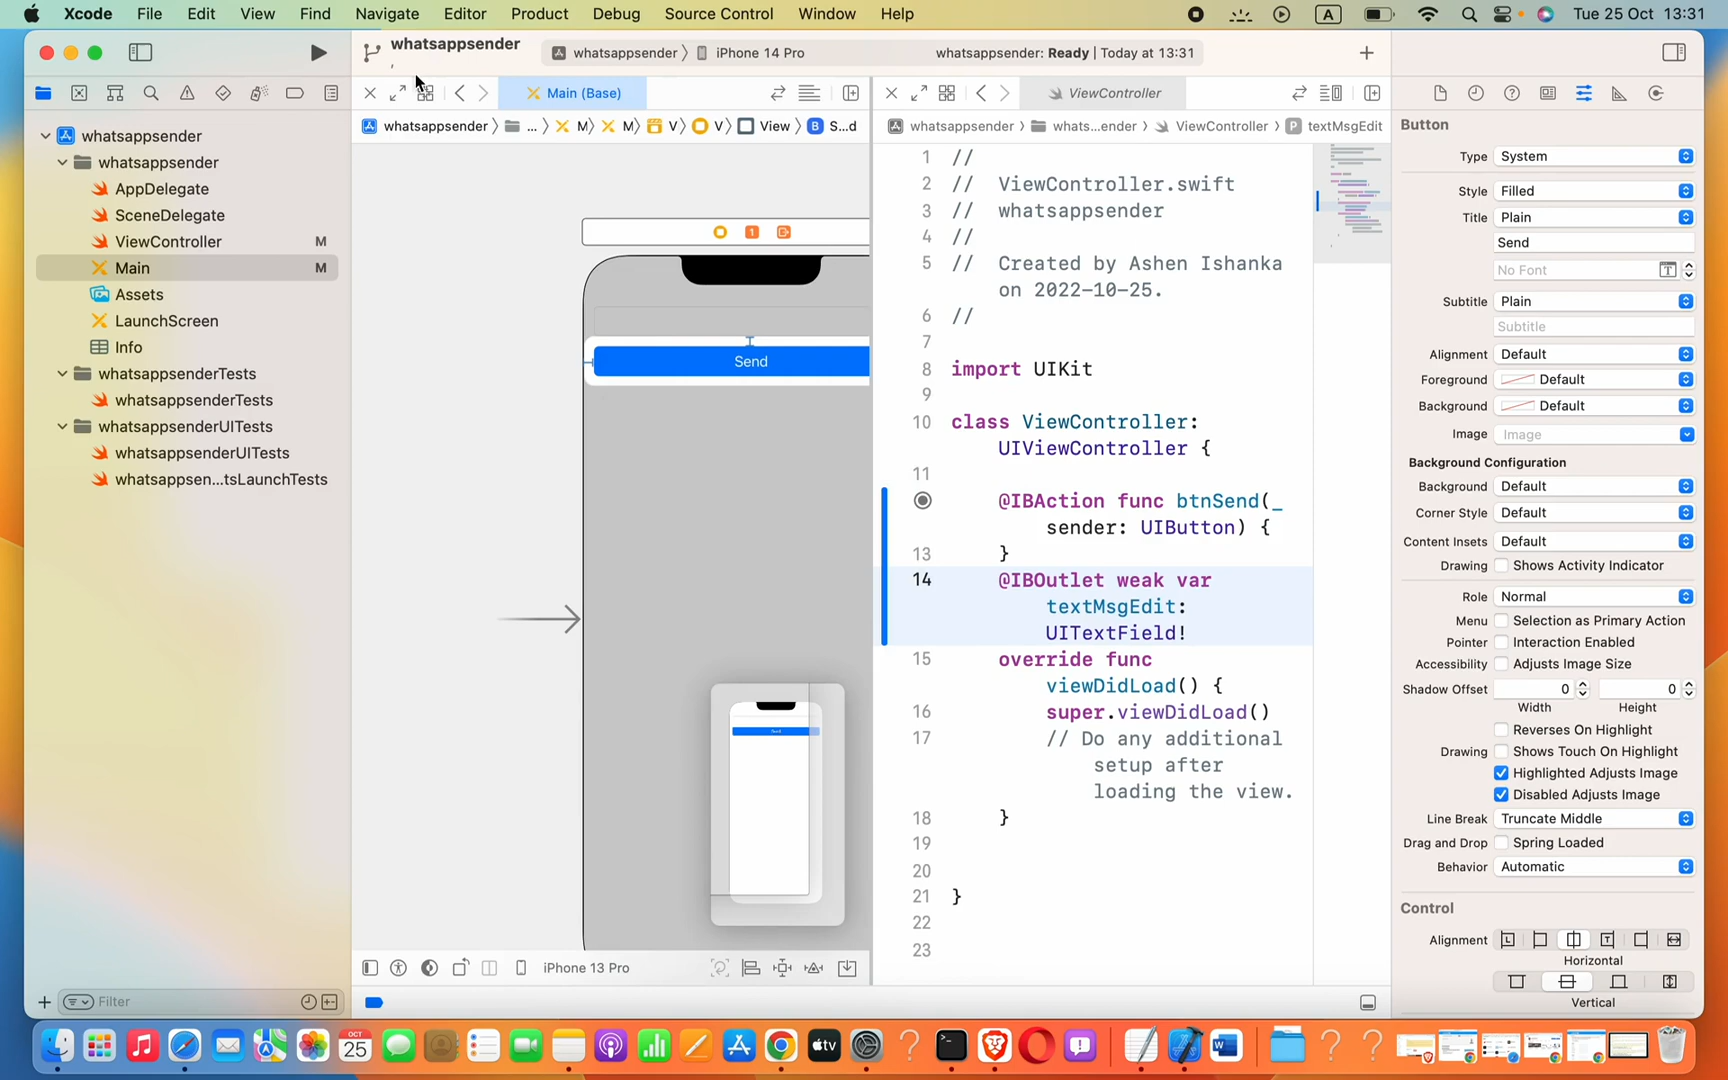 Xcode File Edit View Find Navigate Editor Product Debug Source Control Window Help A Tue 25 Oct 13:31
whatsappsender whatsappsender iPhone 14 Pro whatsappsender: Ready | Today at 13:31
Main (Base) ViewController
whatsappsender ... M M V V View B S...d whatsappsender whats...ender ViewController P textMsgEdit
whatsappsender
whatsappsender
AppDelegate
SceneDelegate
ViewController M
Main M
Assets
LaunchScreen
Info
whatsappsenderTests
whatsappsenderTests
whatsappsenderUITests
whatsappsenderUITests
whatsappsen...tsLaunchTests
Filter
1
Send
Send
iPhone 13 Pro
1 //
2 // ViewController.swift
3 // whatsappsender
4 //
5 // Created by Ashen Ishanka
on 2022-10-25.
6 //
7
8 import UIKit
9
10 class ViewController:
UIViewController {
11
@IBAction func btnSend(_
sender: UIButton) {
13 }
14 @IBOutlet weak var
textMsgEdit:
UITextField!
15 override func
viewDidLoad() {
16 super.viewDidLoad()
17 // Do any additional
setup after
loading the view.
18 }
19
20
21 }
22
23
Button
Type System
Style Filled
Title Plain
Send
No Font T
Subtitle Plain
Subtitle
Alignment Default
Foreground Default
Background Default
Image Image
Background Configuration
Background Default
Corner Style Default
Content Insets Default
Drawing Shows Activity Indicator
Role Normal
Menu Selection as Primary Action
Pointer Interaction Enabled
Accessibility Adjusts Image Size
Shadow Offset 0 0
Width Height
Reverses On Highlight
Drawing Shows Touch On Highlight
Highlighted Adjusts Image
Disabled Adjusts Image
Line Break Truncate Middle
Drag and Drop Spring Loaded
Behavior Automatic
Control
Alignment L T
Horizontal
Vertical
OCT
25
tv
W